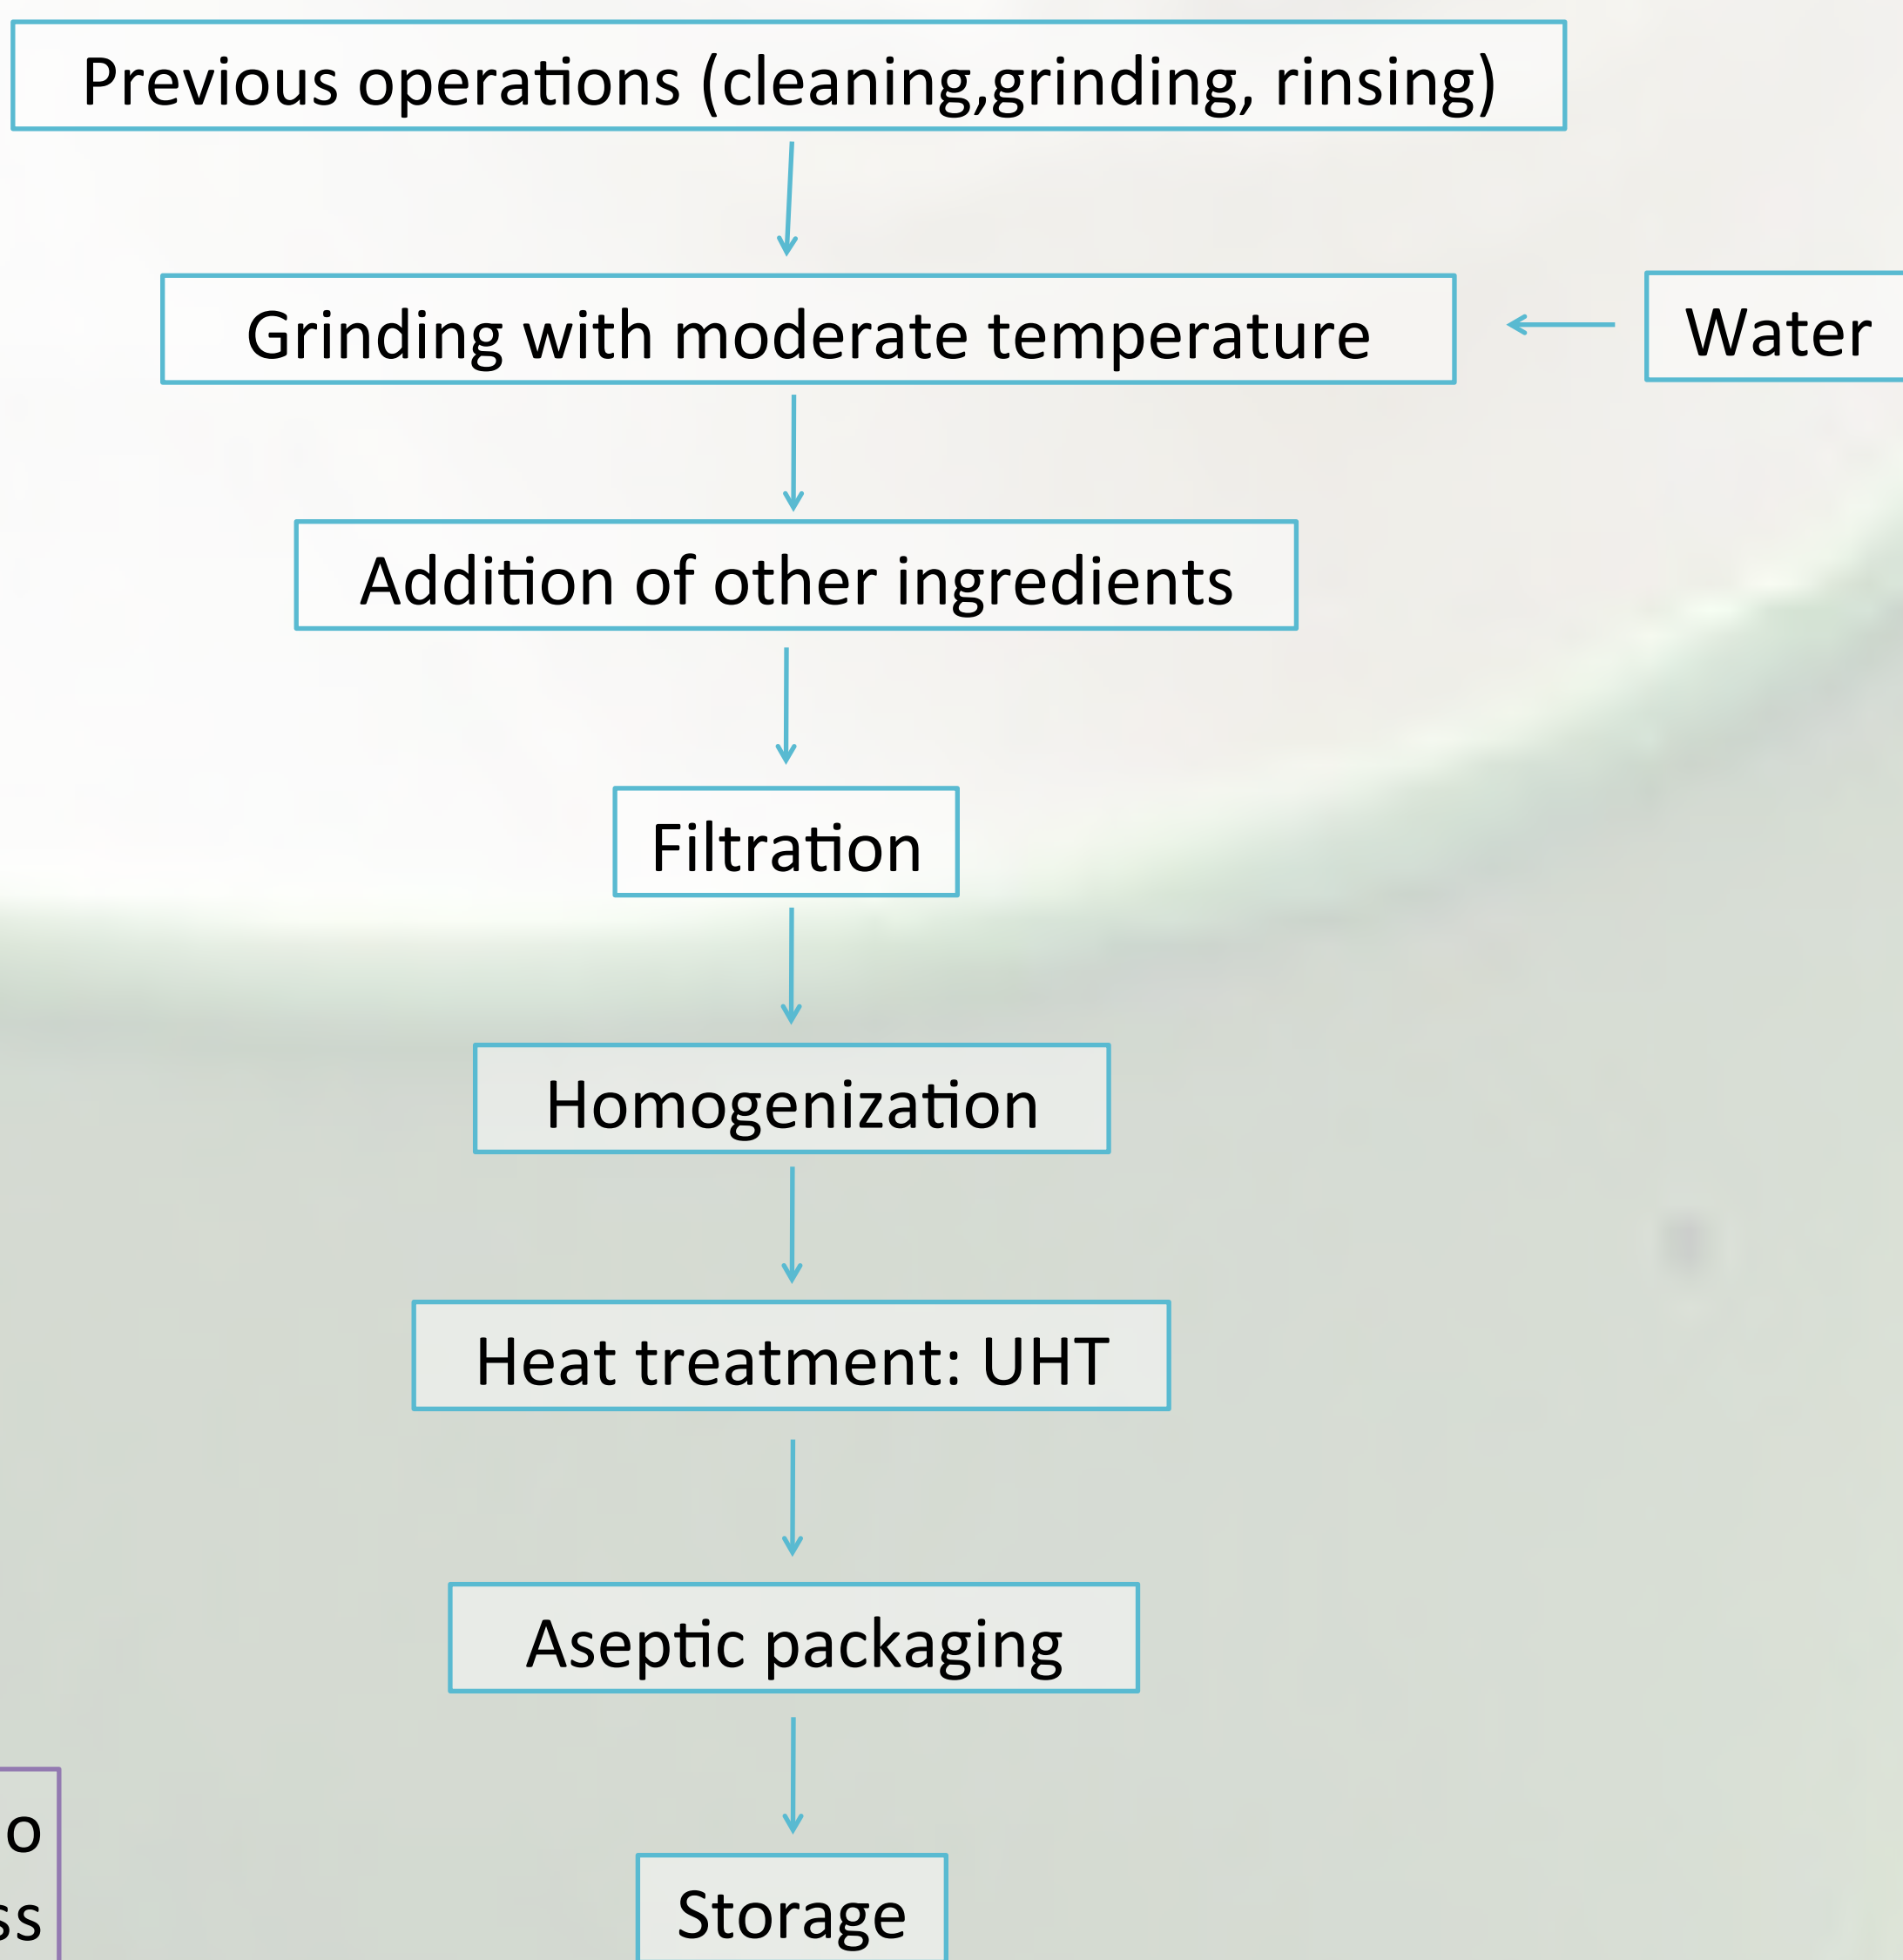 Previous operations (cleaning,grinding, rinsing)
Grinding with moderate temperature
Water
Addition of other ingredients
Filtration
Homogenization
Heat treatment: UHT
Aseptic packaging
Storage